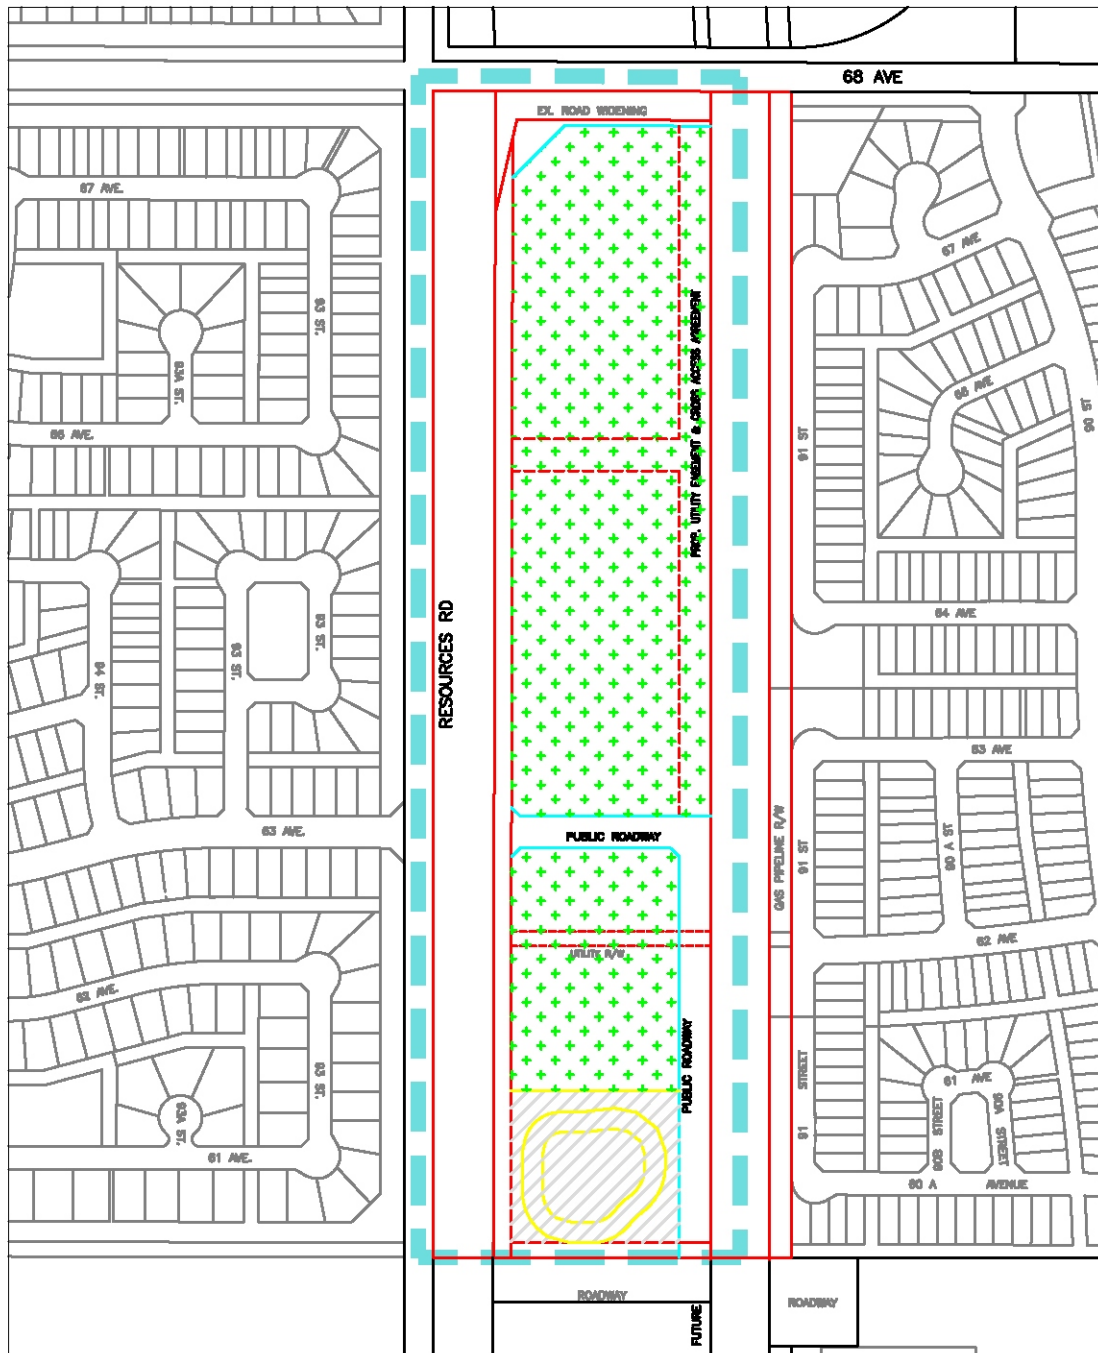 68 AVE
EX. ROAD WIDENING
67 AVE.
67 AVE
93 ST.
93A ST.
66 AVE
90 ST
91 ST
PROP. UTILITY EASEMENT & CROSS ACCESS AGREEMENT
66 AVE.
64 AVE
93 ST.
93 ST.
94 ST.
RESOURCES RD
63 AVE
63 AVE.
PUBLIC ROADWAY
GAS PIPELINE R/W
91 ST
90 A ST
62 AVE
UTILITY R/W
62 AVE.
PUBLIC ROADWAY
91 STREET
61 AVE
93 ST.
93A ST.
80B STREET
90A STREET
61 AVE.
60 A AVENUE
ROADWAY
ROADWAY
FUTURE